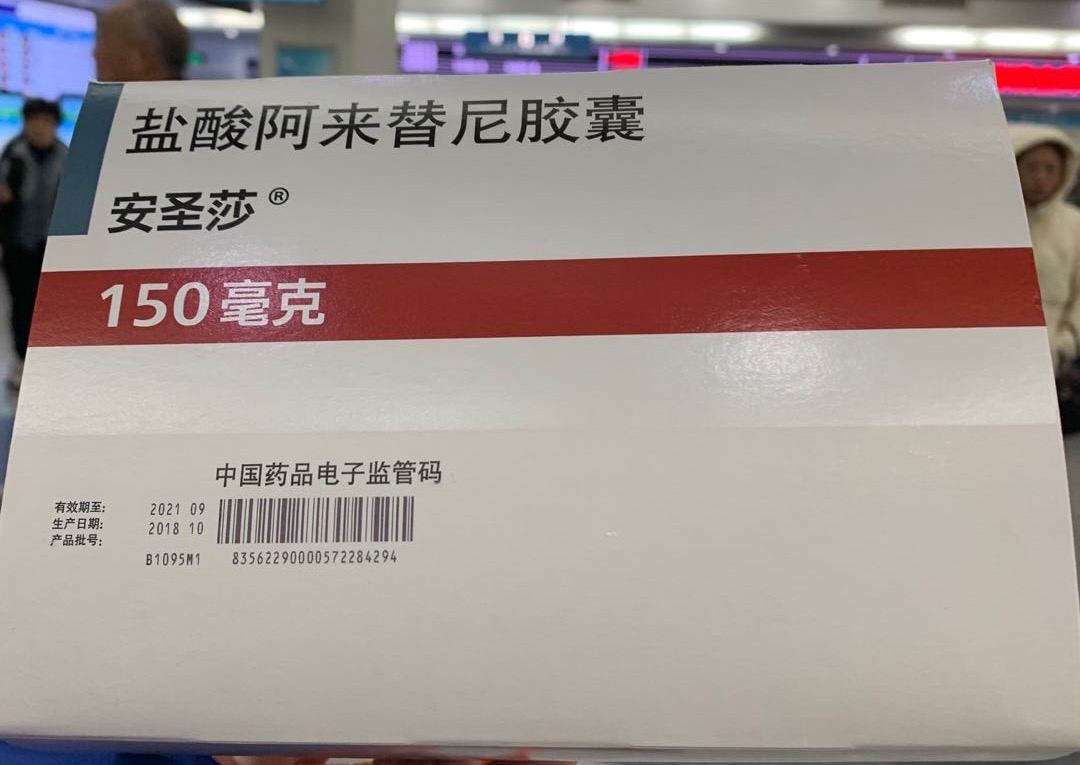 盐酸阿来替尼胶囊
安圣莎®
150毫克
中国药品电子监管码
有效期至: 2021 09
生产日期: 2018 10
产品批号: B1095M1
83562290000572284294